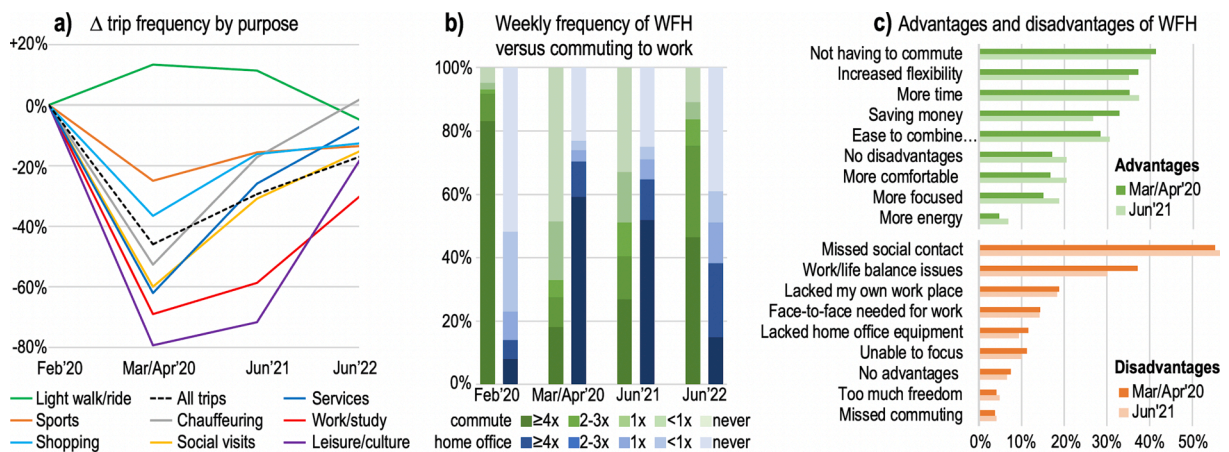 a) Δ trip frequency by purpose
+20%
0%
-20%
-40%
-60%
-80%
Feb'20 Mar/Apr'20 Jun'21 Jun'22
Light walk/ride All trips Services
Sports Chauffeuring Work/study
Shopping Social visits Leisure/culture
b) Weekly frequency of WFH
versus commuting to work
100%
80%
60%
40%
20%
0%
Feb'20 Mar/Apr'20 Jun'21 Jun'22
commute ≥4x 2-3x 1x <1x never
home office ≥4x 2-3x 1x <1x never
c) Advantages and disadvantages of WFH
Not having to commute
Increased flexibility
More time
Saving money
Ease to combine…
No disadvantages
More comfortable
More focused
More energy
Advantages
Mar/Apr'20
Jun'21
0% 10% 20% 30% 40% 50%
Missed social contact
Work/life balance issues
Lacked my own work place
Face-to-face needed for work
Lacked home office equipment
Unable to focus
No advantages
Too much freedom
Missed commuting
Disadvantages
Mar/Apr'20
Jun'21
0% 10% 20% 30% 40% 50%